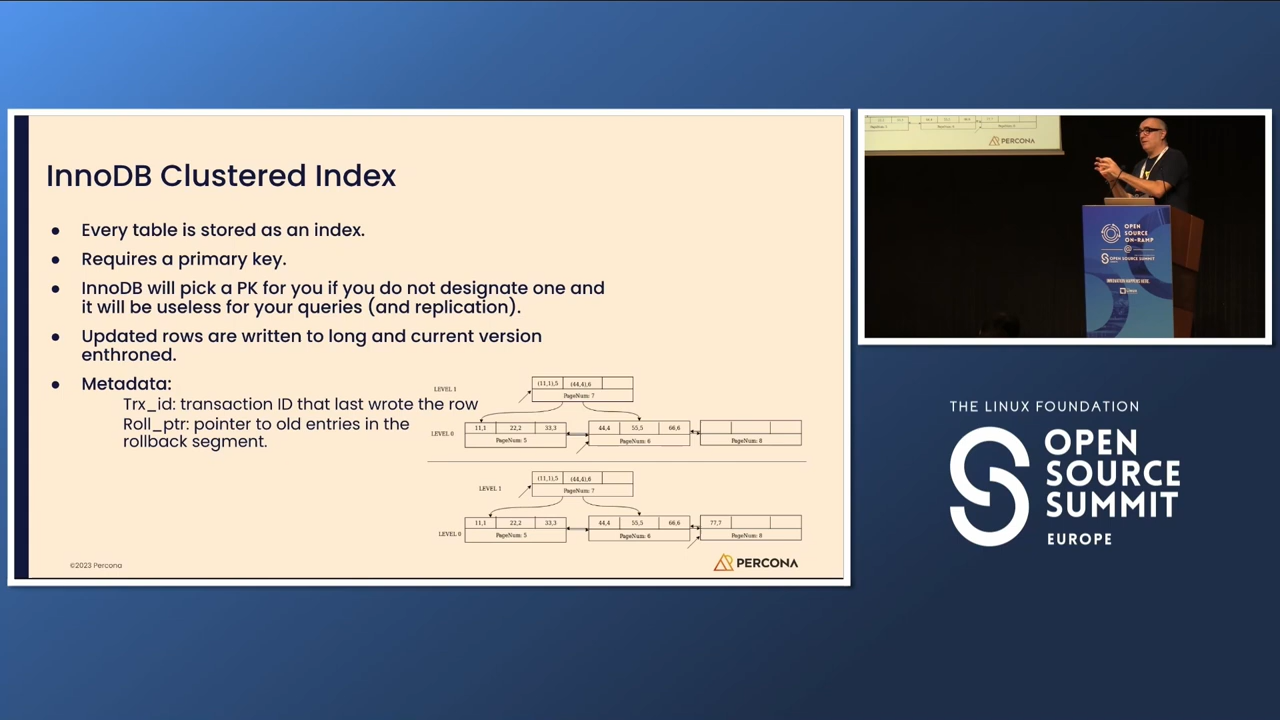 InnoDB Clustered Index
● Every table is stored as an index.
● Requires a primary key.
● InnoDB will pick a PK for you if you do not designate one and
it will be useless for your queries (and replication).
● Updated rows are written to long and current version
enthroned.
● Metadata:
Trx_id: transaction ID that last wrote the row
Roll_ptr: pointer to old entries in the
rollback segment.
LEVEL 1
(11,1),5 (44,4),6
PageNum: 7
LEVEL 0
11,1 22,2 33,3 44,4 55,5 66,6
PageNum: 5 PageNum: 6 PageNum: 8
LEVEL 1
(11,1),5 (44,4),6
PageNum: 7
LEVEL 0
11,1 22,2 33,3 44,4 55,5 66,6 77,7
PageNum: 5 PageNum: 6 PageNum: 8
©2023 Percona
PERCONA
PERCONA
OPEN
SOURCE
ON-RAMP
@
OPEN SOURCE SUMMIT
INNOVATION HAPPENS HERE.
THE LINUX FOUNDATION
OPEN
SOURCE
SUMMIT
EUROPE